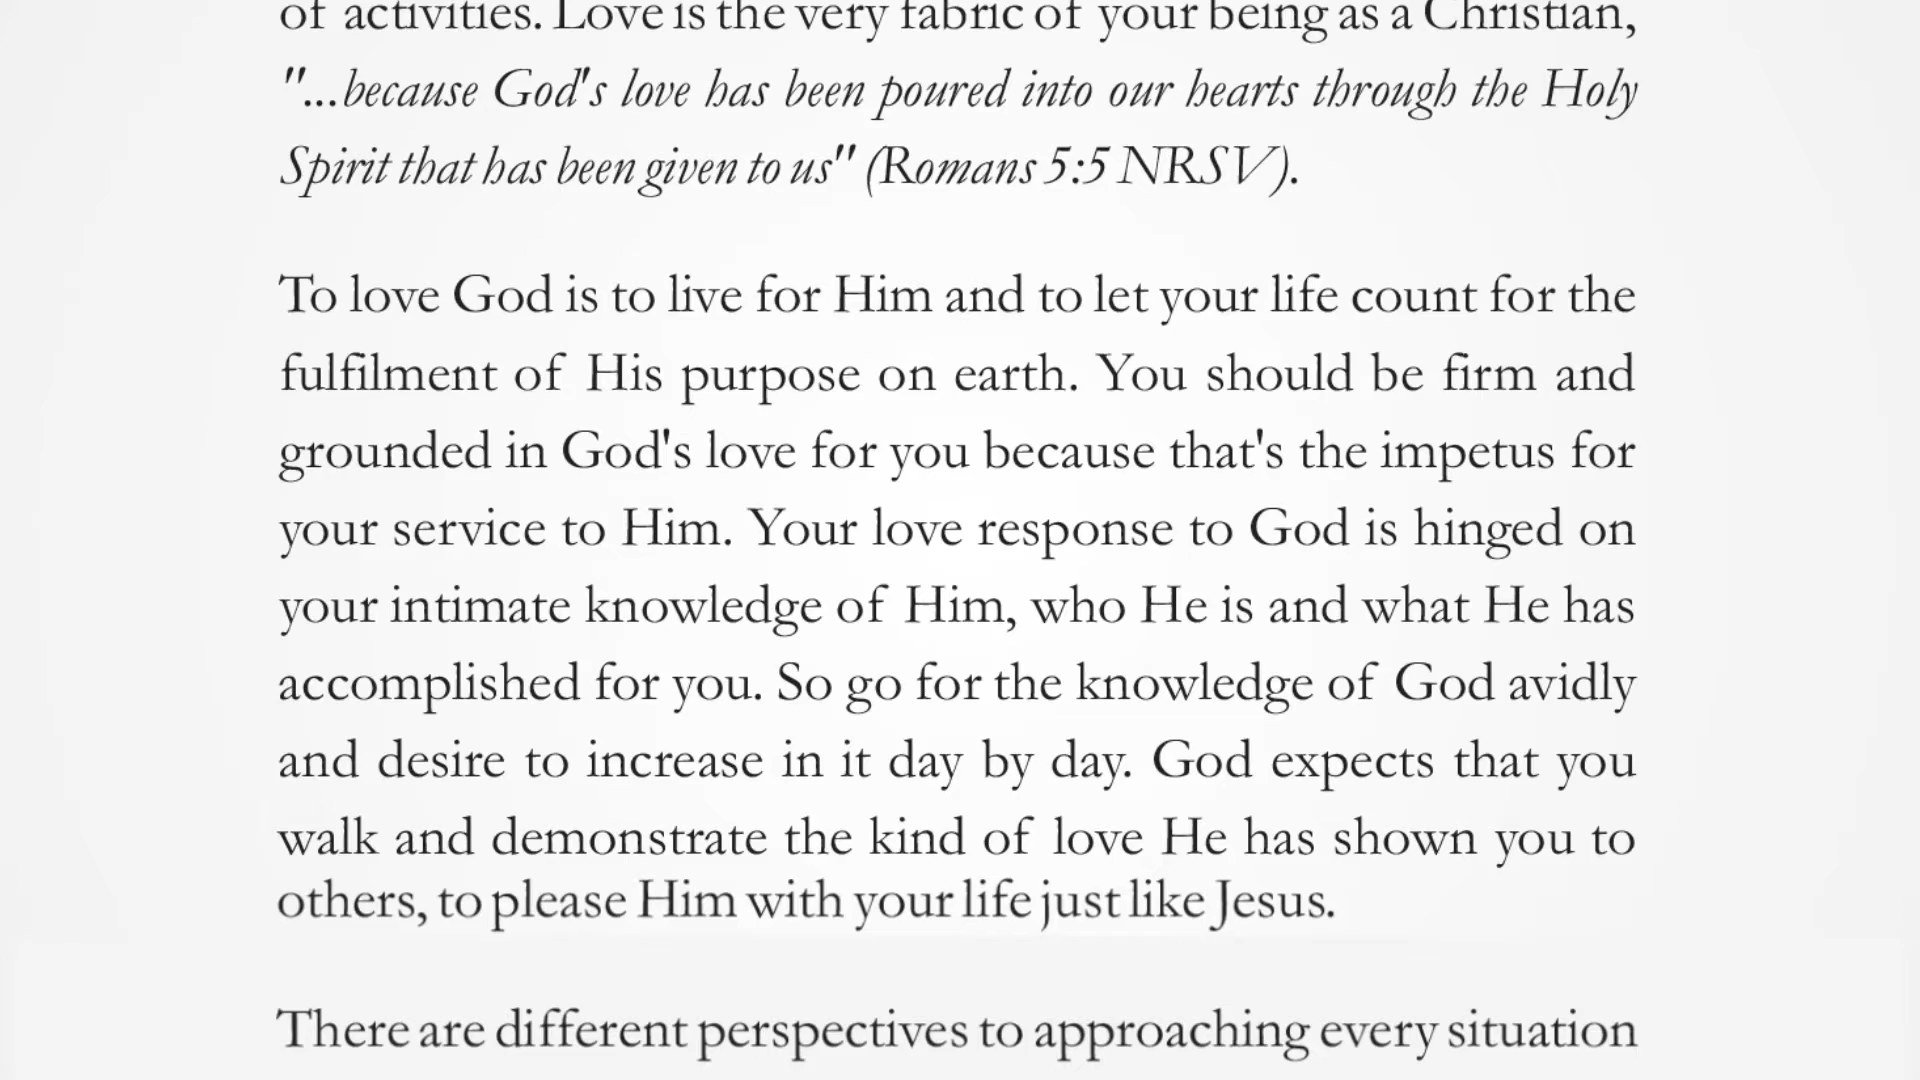 of activities. Love is the very fabric of your being as a Christian,
"...because God's love has been poured into our hearts through the Holy
Spirit that has been given to us" (Romans 5:5 NRSV).
To love God is to live for Him and to let your life count for the
fulfilment of His purpose on earth. You should be firm and
grounded in God's love for you because that's the impetus for
your service to Him. Your love response to God is hinged on
your intimate knowledge of Him, who He is and what He has
accomplished for you. So go for the knowledge of God avidly
and desire to increase in it day by day. God expects that you
walk and demonstrate the kind of love He has shown you to
others, to please Him with your life just like Jesus.
There are different perspectives to approaching every situation